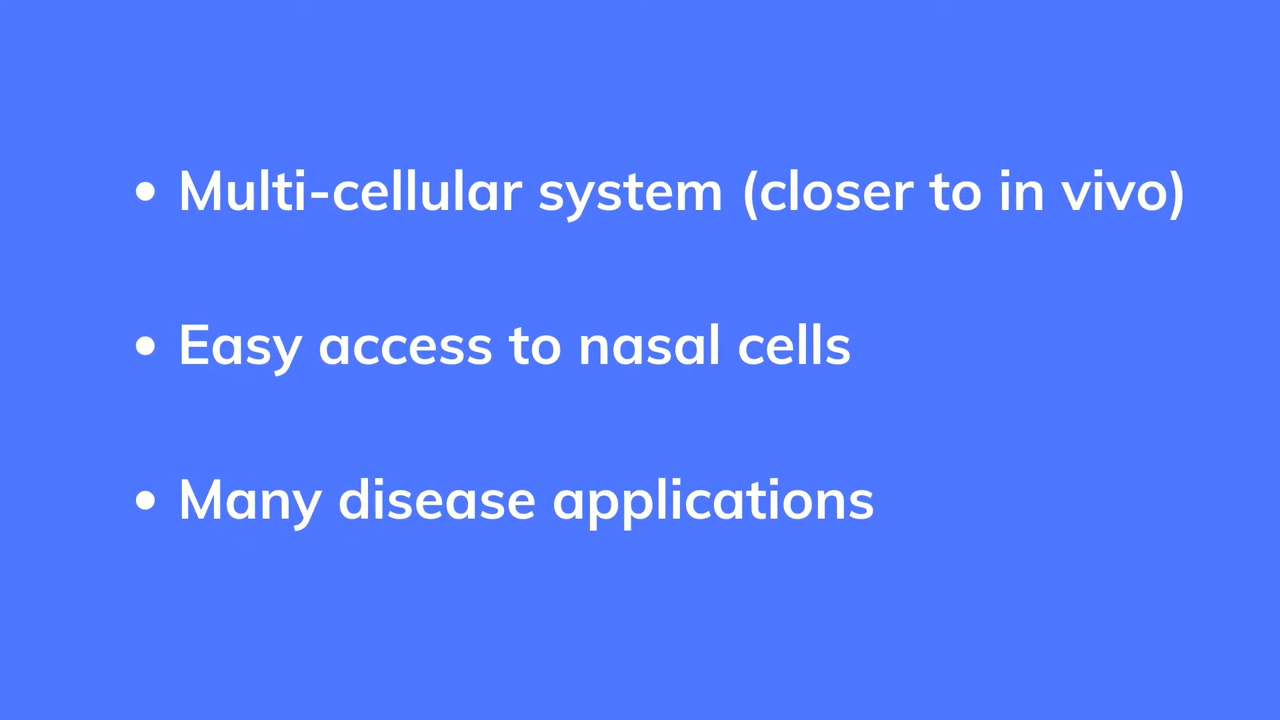 • Multi-cellular system (closer to in vivo)
• Easy access to nasal cells
• Many disease applications